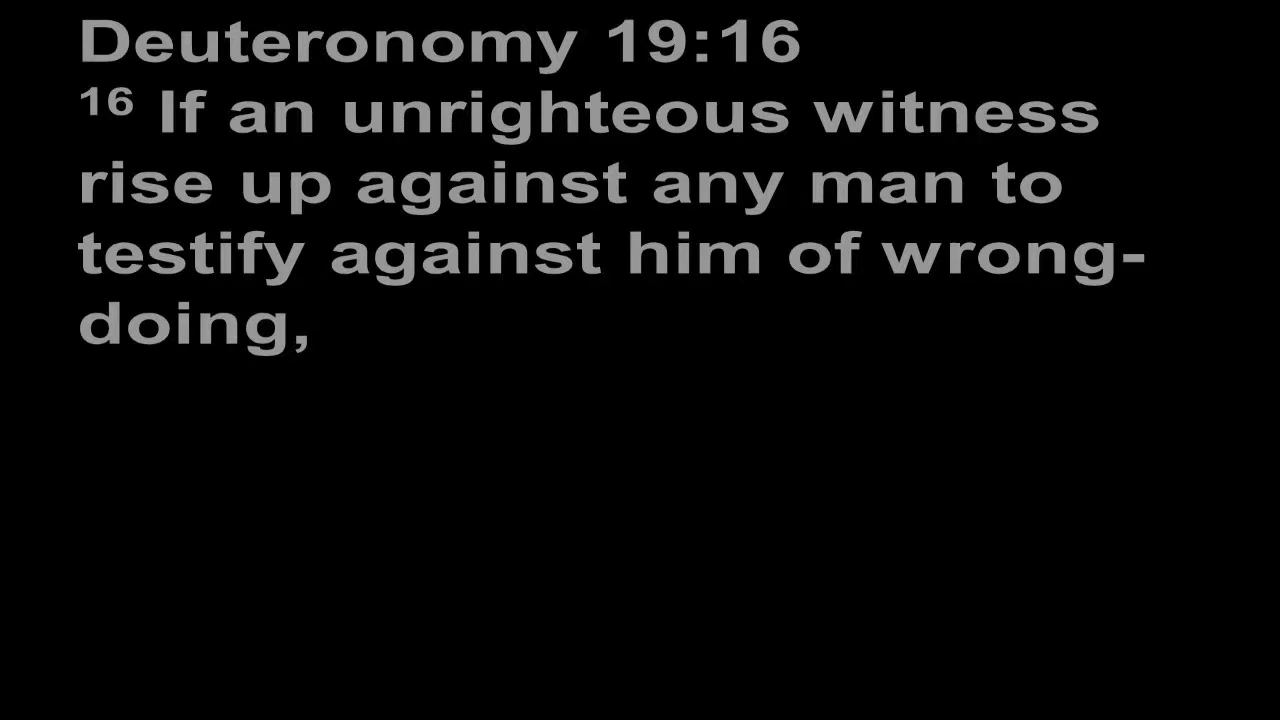 Deuteronomy 19:16
16 If an unrighteous witness
rise up against any man to
testify against him of wrong-
doing,